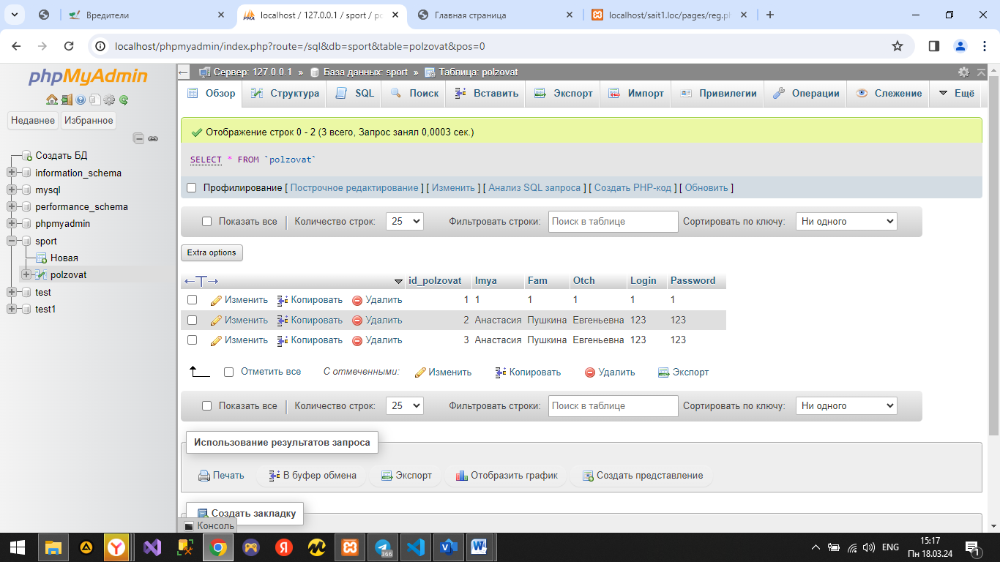 Вредители
localhost / 127.0.0.1 / sport / po
Главная страница
localhost/sait1.loc/pages/reg.ph
localhost/phpmyadmin/index.php?route=/sql&db=sport&table=polzovat&pos=0
phpMyAdmin
Недавнее Избранное
Создать БД
information_schema
mysql
performance_schema
phpmyadmin
sport
Новая
polzovat
test
test1
Сервер: 127.0.0.1 » База данных: sport » Таблица: polzovat
Обзор Структура SQL Поиск Вставить Экспорт Импорт Привилегии Операции Слежение Ещё
Отображение строк 0 - 2 (3 всего, Запрос занял 0,0003 сек.)
SELECT * FROM `polzovat`
Профилирование [ Построчное редактирование ] [ Изменить ] [ Анализ SQL запроса ] [ Создать PHP-код ] [ Обновить ]
Показать все Количество строк: 25 Фильтровать строки: Поиск в таблице Сортировать по ключу: Ни одного
Extra options
id_polzovat Imya Fam Otch Login Password
Изменить Копировать Удалить 1 1 1 1 1 1
Изменить Копировать Удалить 2 Анастасия Пушкина Евгеньевна 123 123
Изменить Копировать Удалить 3 Анастасия Пушкина Евгеньевна 123 123
Отметить все С отмеченными: Изменить Копировать Удалить Экспорт
Показать все Количество строк: 25 Фильтровать строки: Поиск в таблице Сортировать по ключу: Ни одного
Использование результатов запроса
Печать В буфер обмена Экспорт Отобразить график Создать представление
Создать закладку
Консоль
366
ENG
15:17
Пн 18.03.24
1